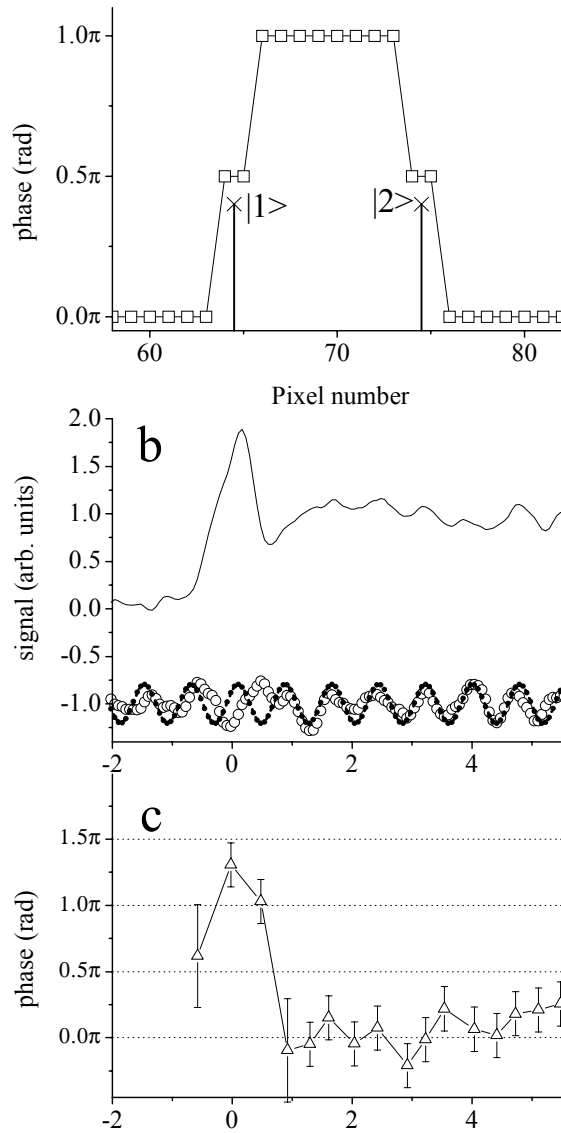 1.0π
0.5π
0.0π
phase (rad)
|1>
|2>
60
70
80
Pixel number
b
2.0
1.5
1.0
0.5
0.0
-0.5
-1.0
signal (arb. units)
-2
0
2
4
c
1.5π
1.0π
0.5π
0.0π
phase (rad)
-2
0
2
4